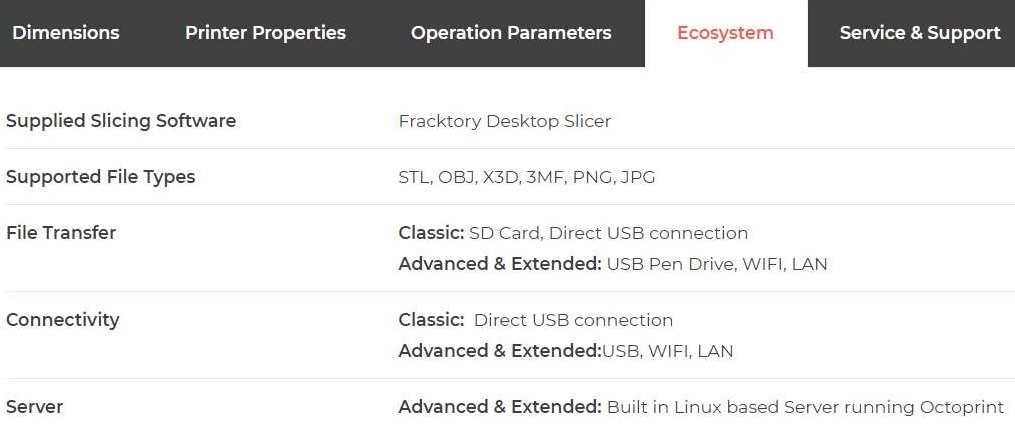 Dimensions Printer Properties Operation Parameters Ecosystem Service & Support
Supplied Slicing Software Fracktory Desktop Slicer
Supported File Types STL, OBJ, X3D, 3MF, PNG, JPG
File Transfer Classic: SD Card, Direct USB connection
Advanced & Extended: USB Pen Drive, WIFI, LAN
Connectivity Classic: Direct USB connection
Advanced & Extended:USB, WIFI, LAN
Server Advanced & Extended: Built in Linux based Server running Octoprint